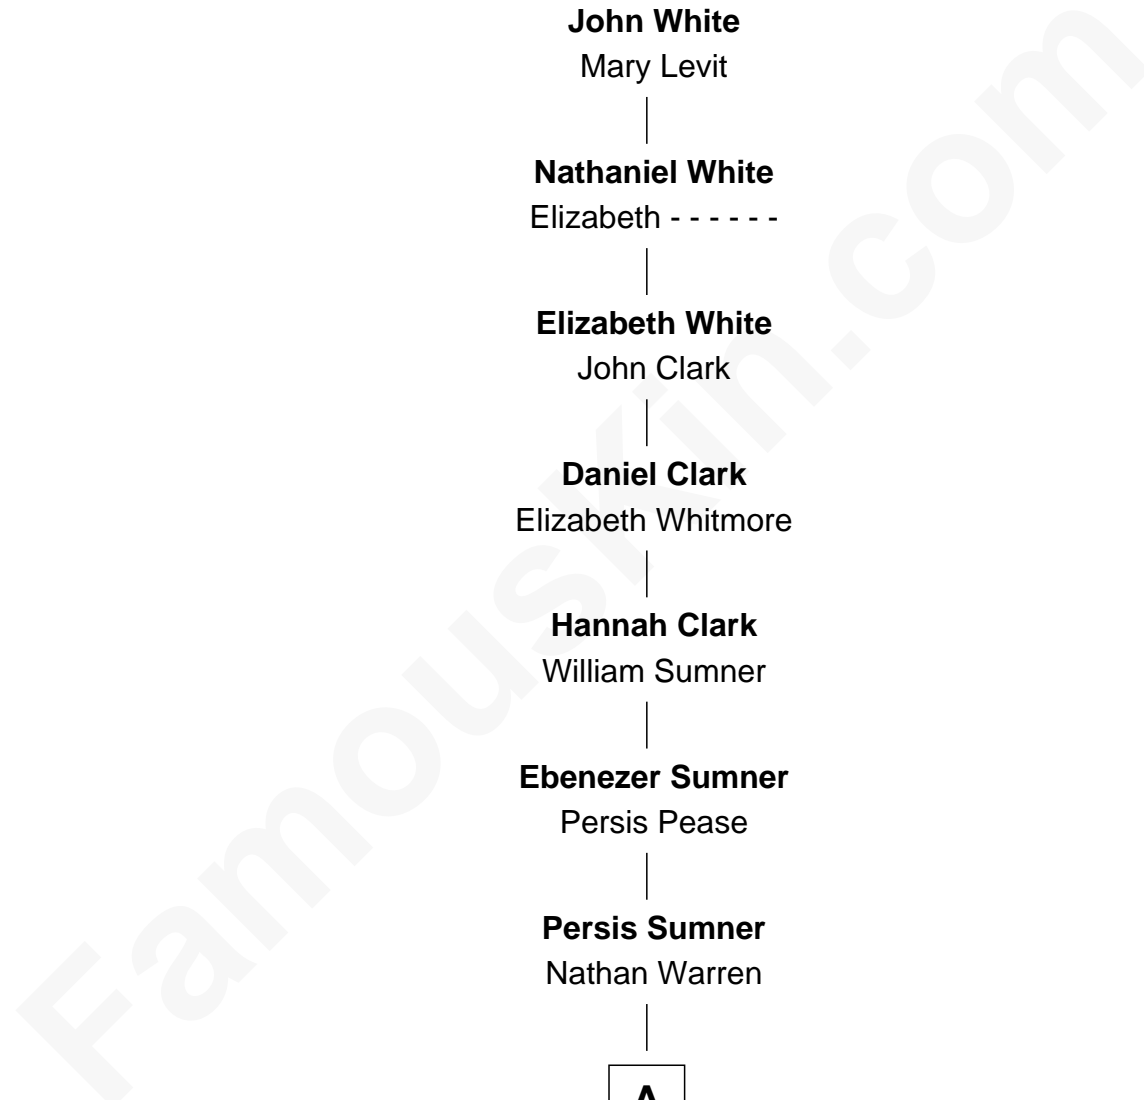 John White
Mary Levit
Nathaniel White
Elizabeth - - - - - -
Elizabeth White
John Clark
Daniel Clark
Elizabeth Whitmore
Hannah Clark
William Sumner
Ebenezer Sumner
Persis Pease
Persis Sumner
Nathan Warren
A
FamousKin.com